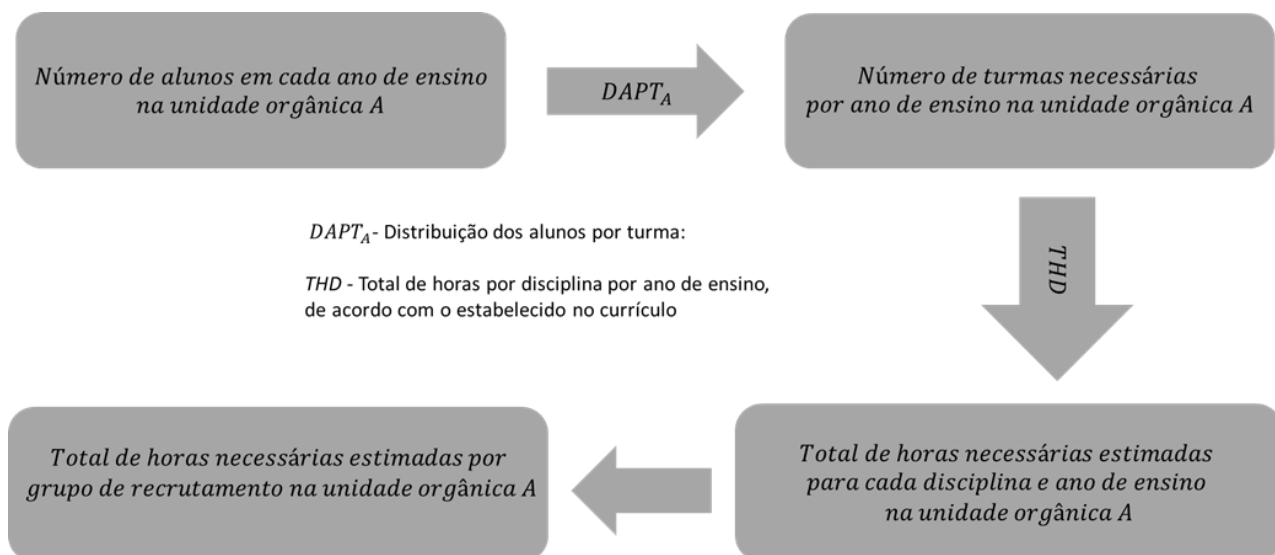 Número de alunos em cada ano de ensino
na unidade orgânica A
DAPT_A
Número de turmas necessárias
por ano de ensino na unidade orgânica A
DAPT_A- Distribuição dos alunos por turma:
THD - Total de horas por disciplina por ano de ensino,
de acordo com o estabelecido no currículo
THD
Total de horas necessárias estimadas
para cada disciplina e ano de ensino
na unidade orgânica A
Total de horas necessárias estimadas por
grupo de recrutamento na unidade orgânica A